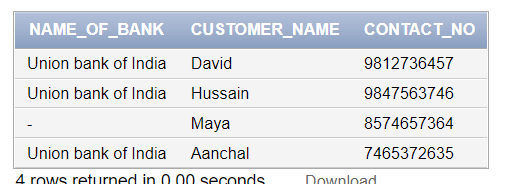 NAME_OF_BANK CUSTOMER_NAME CONTACT_NO
Union bank of India David 9812736457
Union bank of India Hussain 9847563746
- Maya 8574657364
Union bank of India Aanchal 7465372635
4 rows returned in 0.00 seconds Download